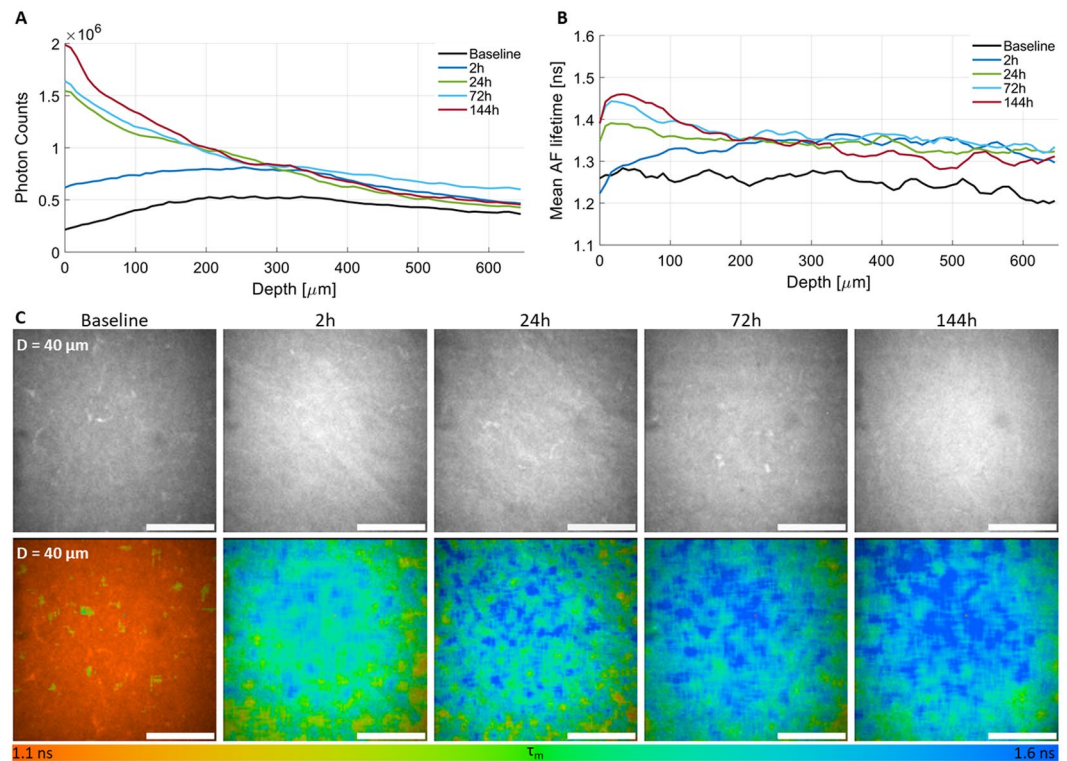 A
×10⁶
2
1.5
1
0.5
0
Photon Counts
0 100 200 300 400 500 600
Depth [μm]
Baseline
2h
24h
72h
144h
B
1.6
1.5
1.4
1.3
1.2
1.1
Mean AF lifetime [ns]
0 100 200 300 400 500 600
Depth [μm]
Baseline
2h
24h
72h
144h
C
Baseline 2h 24h 72h 144h
D = 40 µm
D = 40 µm
1.1 ns τm 1.6 ns